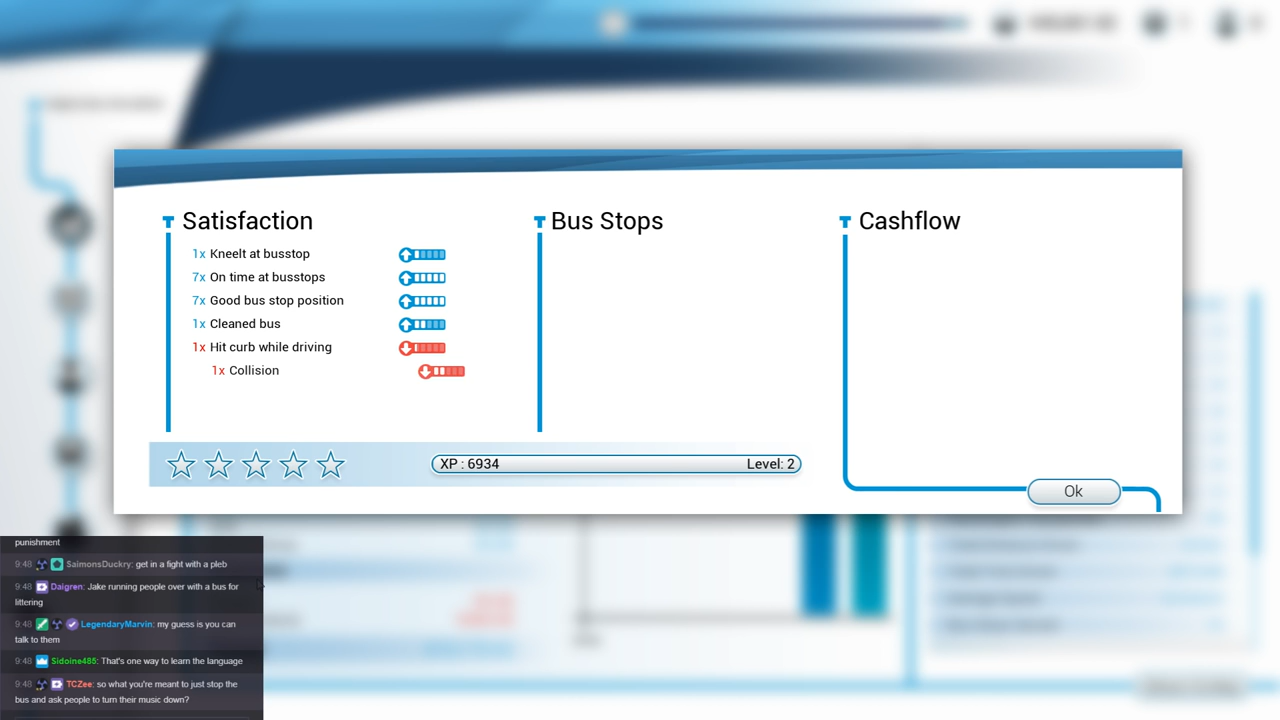 Satisfaction
1x Kneelt at busstop
7x On time at busstops
7x Good bus stop position
1x Cleaned bus
1x Hit curb while driving
1x Collision
Bus Stops
Cashflow
XP : 6934 Level: 2
Ok
punishment
9:48 SaimonsDuckry: get in a fight with a pleb
9:48 Daigren: Jake running people over with a bus for
littering
9:48 LegendaryMarvin: my guess is you can
talk to them
9:48 Sidoine485: That's one way to learn the language
9:48 TCZee: so what you're meant to just stop the
bus and ask people to turn their music down?